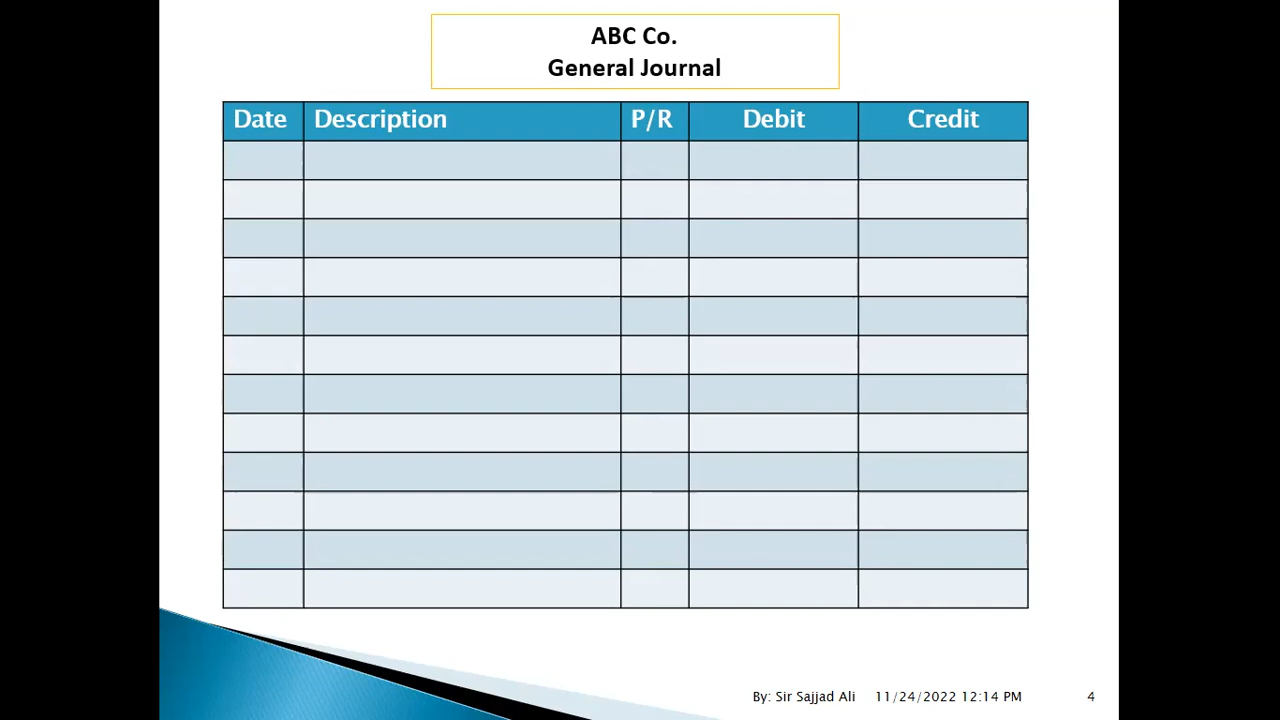 ABC Co.
General Journal
Date Description P/R Debit Credit
By: Sir Sajjad Ali 11/24/2022 12:14 PM 4